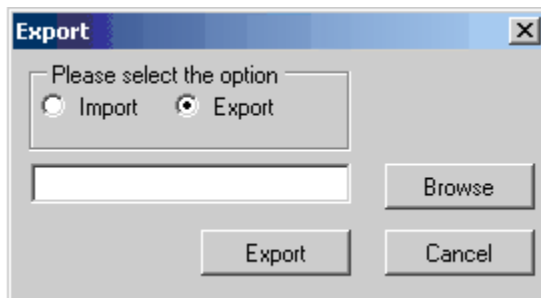 Export
Please select the option
Import Export
Browse
Export Cancel